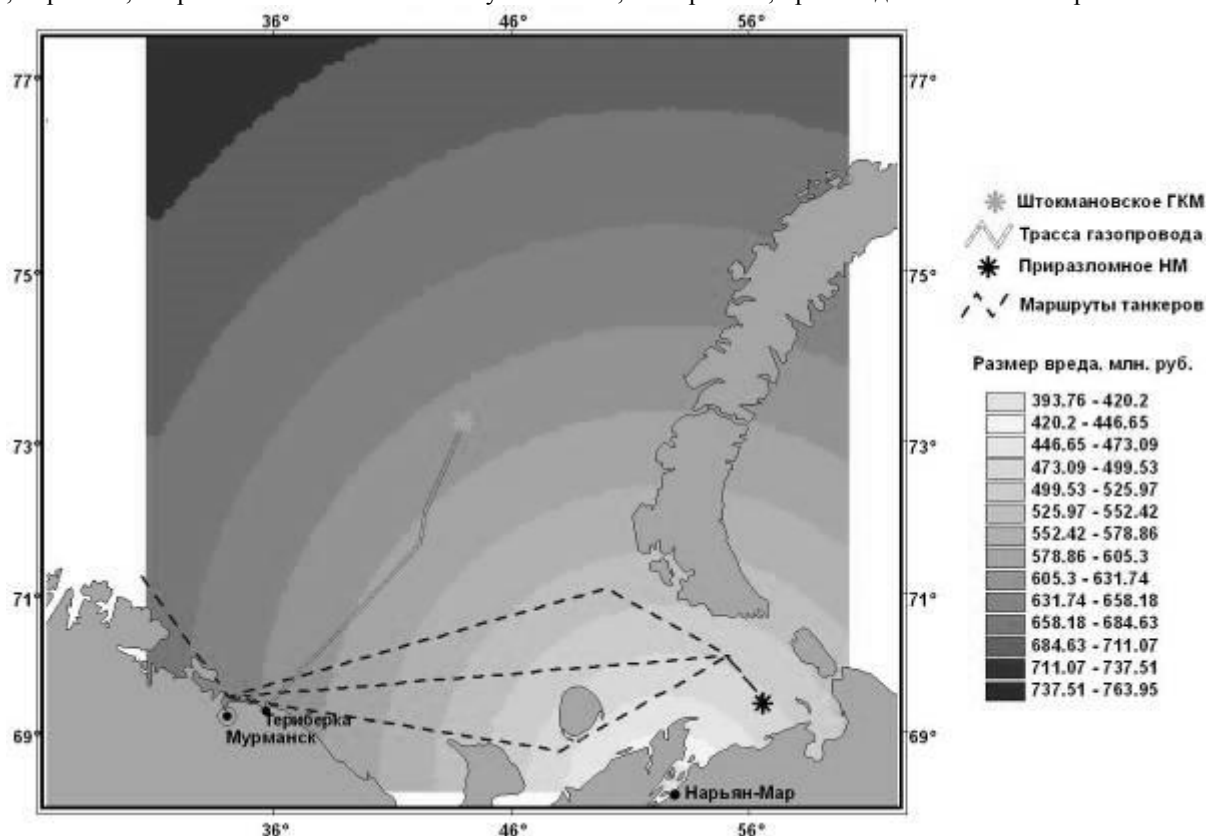 36° 46° 56°
77° 77°
75° 75°
73° 73°
71° 71°
69° 69°
Териберка
Мурманск
Нарьян-Мар
36° 46° 56°
Штокмановское ГКМ
Трасса газопровода
Приразломное НМ
Маршруты танкеров
Размер вреда, млн. руб.
393.76 - 420.2
420.2 - 446.65
446.65 - 473.09
473.09 - 499.53
499.53 - 525.97
525.97 - 552.42
552.42 - 578.86
578.86 - 605.3
605.3 - 631.74
631.74 - 658.18
658.18 - 684.63
684.63 - 711.07
711.07 - 737.51
737.51 - 763.95